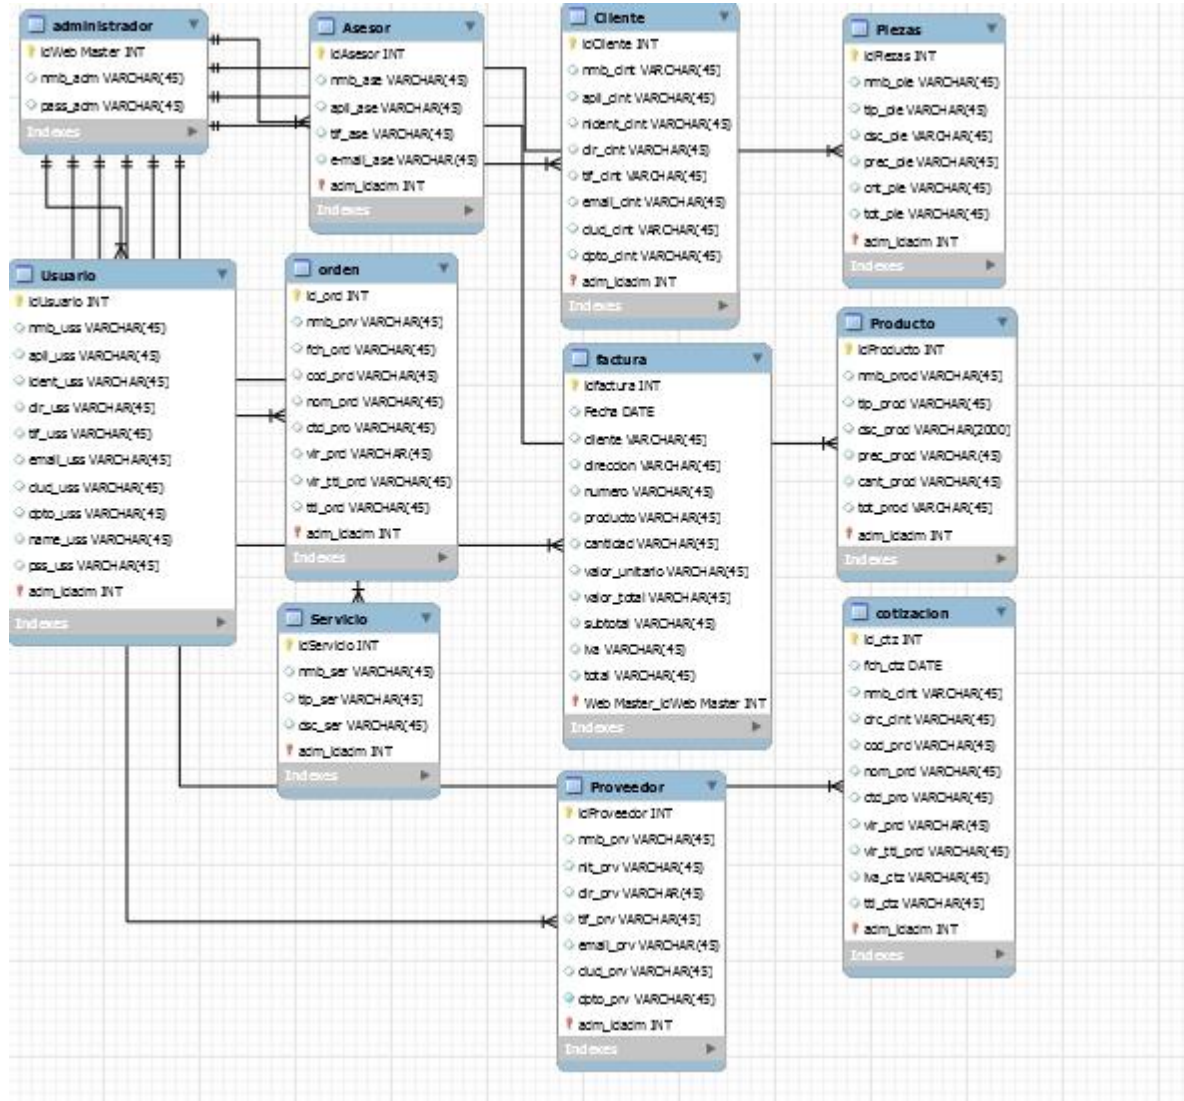 administrador
idWeb Master INT
nmb_adm VARCHAR(45)
pass_adm VARCHAR(45)
Indexes
Asesor
idAsesor INT
nmb_ase VARCHAR(45)
apll_ase VARCHAR(45)
tlf_ase VARCHAR(45)
e-mail_ase VARCHAR(45)
adm_idadm INT
Indexes
Cliente
idCliente INT
nmb_clnt VARCHAR(45)
apll_clnt VARCHAR(45)
nident_clnt VARCHAR(45)
dir_clnt VARCHAR(45)
tlf_clnt VARCHAR(45)
email_clnt VARCHAR(45)
ciud_clnt VARCHAR(45)
dpto_clnt VARCHAR(45)
adm_idadm INT
Indexes
Piezas
idPiezas INT
nmb_pie VARCHAR(45)
tip_pie VARCHAR(45)
dsc_pie VARCHAR(45)
prec_pie VARCHAR(45)
cnt_pie VARCHAR(45)
tot_pie VARCHAR(45)
adm_idadm INT
Indexes
Usuario
idUsuario INT
nmb_uss VARCHAR(45)
apll_uss VARCHAR(45)
ident_uss VARCHAR(45)
dir_uss VARCHAR(45)
tlf_uss VARCHAR(45)
email_uss VARCHAR(45)
ciud_uss VARCHAR(45)
dpto_uss VARCHAR(45)
name_uss VARCHAR(45)
pss_uss VARCHAR(45)
adm_idadm INT
Indexes
orden
id_ord INT
nmb_prv VARCHAR(45)
fch_ord VARCHAR(45)
cod_prd VARCHAR(45)
nom_prd VARCHAR(45)
ctd_pro VARCHAR(45)
vlr_prd VARCHAR(45)
vlr_ttl_prd VARCHAR(45)
ttl_ord VARCHAR(45)
adm_idadm INT
Indexes
factura
idfactura INT
Fecha DATE
cliente VARCHAR(45)
direccion VARCHAR(45)
numero VARCHAR(45)
producto VARCHAR(45)
cantidad VARCHAR(45)
valor_unitario VARCHAR(45)
valor_total VARCHAR(45)
subtotal VARCHAR(45)
iva VARCHAR(45)
total VARCHAR(45)
Web Master_idWeb Master INT
Indexes
Producto
idProducto INT
nmb_prod VARCHAR(45)
tip_prod VARCHAR(45)
dsc_prod VARCHAR(2000)
prec_prod VARCHAR(45)
cant_prod VARCHAR(45)
tot_prod VARCHAR(45)
adm_idadm INT
Indexes
Servicio
idServicio INT
nmb_ser VARCHAR(45)
tip_ser VARCHAR(45)
dsc_ser VARCHAR(45)
adm_idadm INT
Indexes
cotizacion
id_ctz INT
fch_ctz DATE
nmb_clnt VARCHAR(45)
drc_clnt VARCHAR(45)
cod_prd VARCHAR(45)
nom_prd VARCHAR(45)
ctd_pro VARCHAR(45)
vlr_prd VARCHAR(45)
vlr_ttl_prd VARCHAR(45)
iva_ctz VARCHAR(45)
ttl_ctz VARCHAR(45)
adm_idadm INT
Indexes
Proveedor
idProveedor INT
nmb_prv VARCHAR(45)
nit_prv VARCHAR(45)
dir_prv VARCHAR(45)
tlf_prv VARCHAR(45)
email_prv VARCHAR(45)
ciud_prv VARCHAR(45)
dpto_prv VARCHAR(45)
adm_idadm INT
Indexes